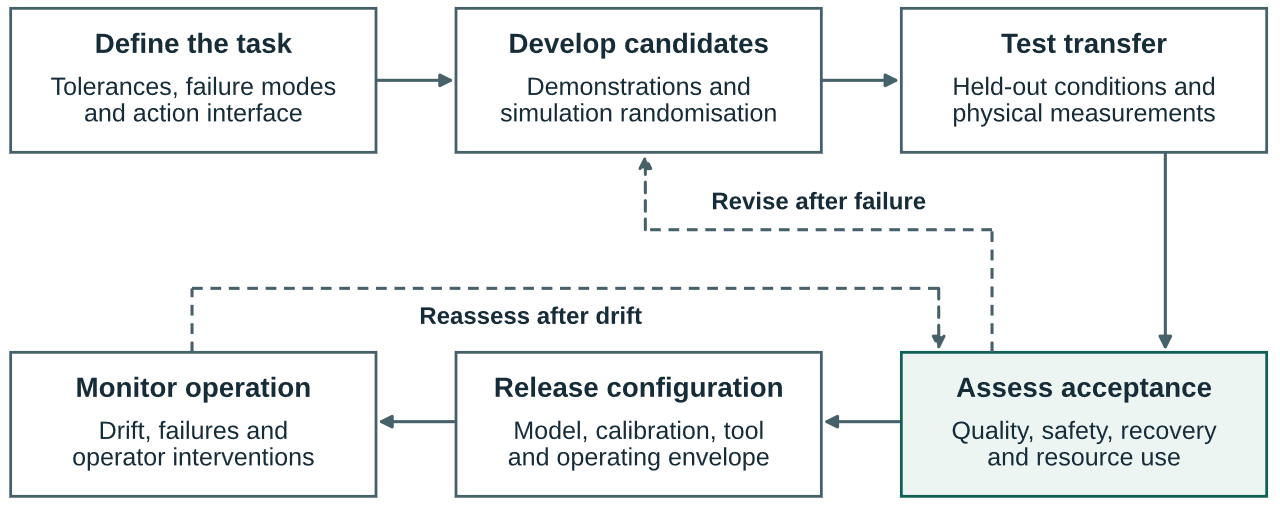 Define the task
Tolerances, failure modes
and action interface
Develop candidates
Demonstrations and
simulation randomisation
Test transfer
Held-out conditions and
physical measurements
Revise after failure
Reassess after drift
Monitor operation
Drift, failures and
operator interventions
Release configuration
Model, calibration, tool
and operating envelope
Assess acceptance
Quality, safety, recovery
and resource use